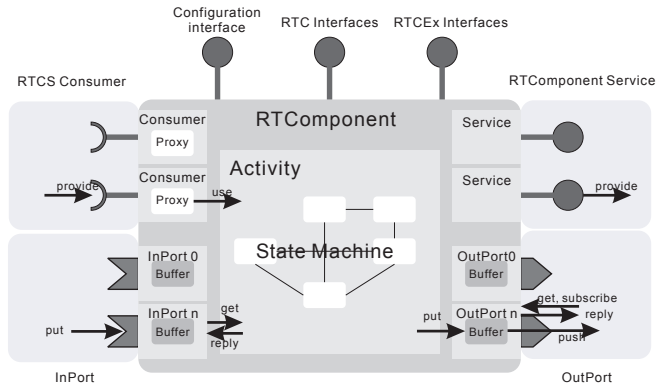 Configuration
interface
RTC Interfaces
RTCEx Interfaces
RTCS Consumer
RTComponent Service
Consumer
Proxy
RTComponent
Service
Activity
Consumer
Proxy
provide
use
Service
provide
State Machine
InPort 0
Buffer
OutPort0
Buffer
InPort n
Buffer
put
get
reply
put
OutPort n
Buffer
get, subscribe
reply
push
InPort
OutPort